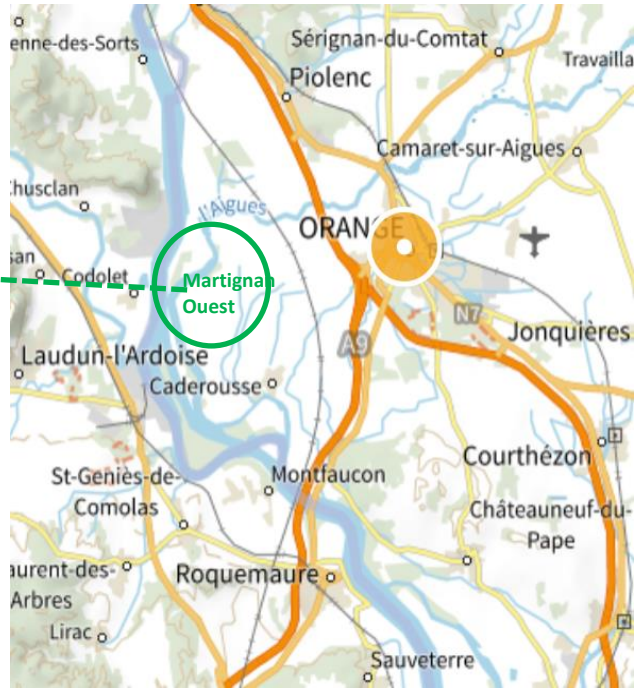 enne-des-Sorts
Sérignan-du-Comtat
Travailla
Piolenc
Camaret-sur-Aigues
Chusclan
l'Aigues
ORANGE
san
Codolet
Martignan
Ouest
N7
Jonquières
A9
Laudun-l'Ardoise
Caderousse
Courthézon
St-Geniès-de-
Comolas
Montfaucon
Châteauneuf-du-
Pape
aurent-des-
Arbres
Roquemaure
Lirac
Sauveterre